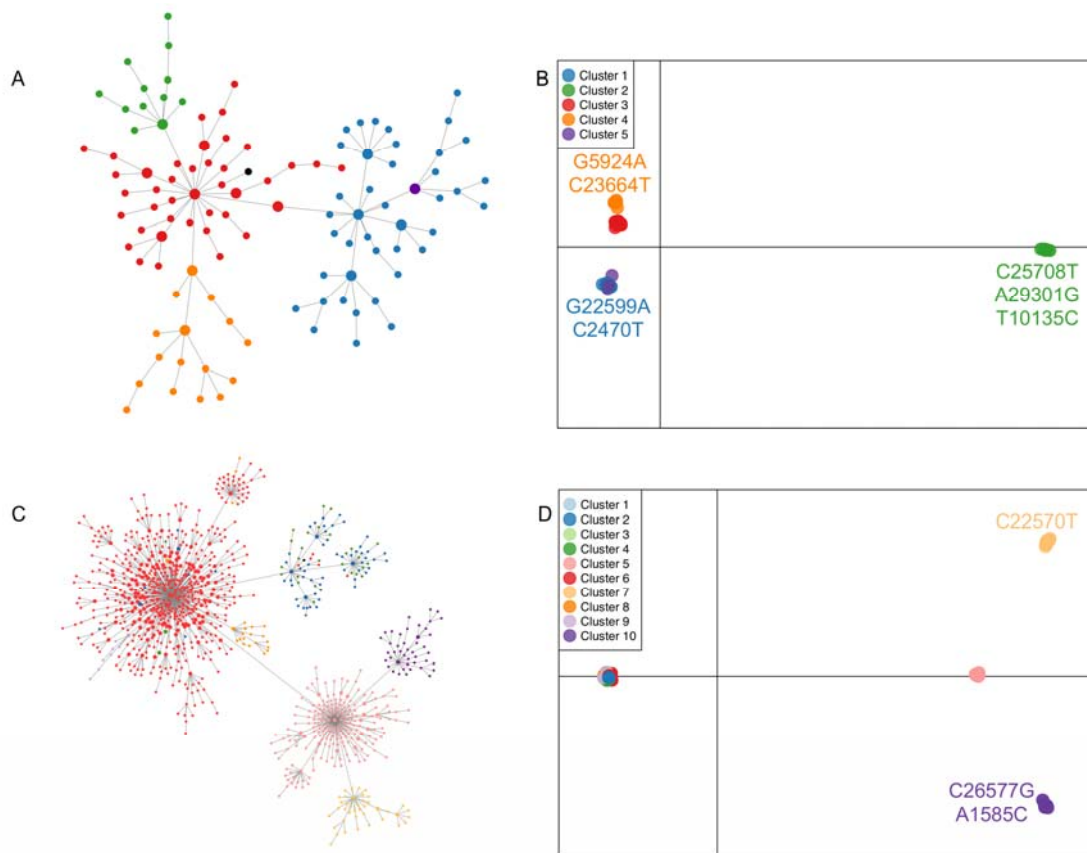 A
B
Cluster 1
Cluster 2
Cluster 3
Cluster 4
Cluster 5
G5924A
C23664T
G22599A
C2470T
C25708T
A29301G
T10135C
C
D
Cluster 1
Cluster 2
Cluster 3
Cluster 4
Cluster 5
Cluster 6
Cluster 7
Cluster 8
Cluster 9
Cluster 10
C22570T
C26577G
A1585C